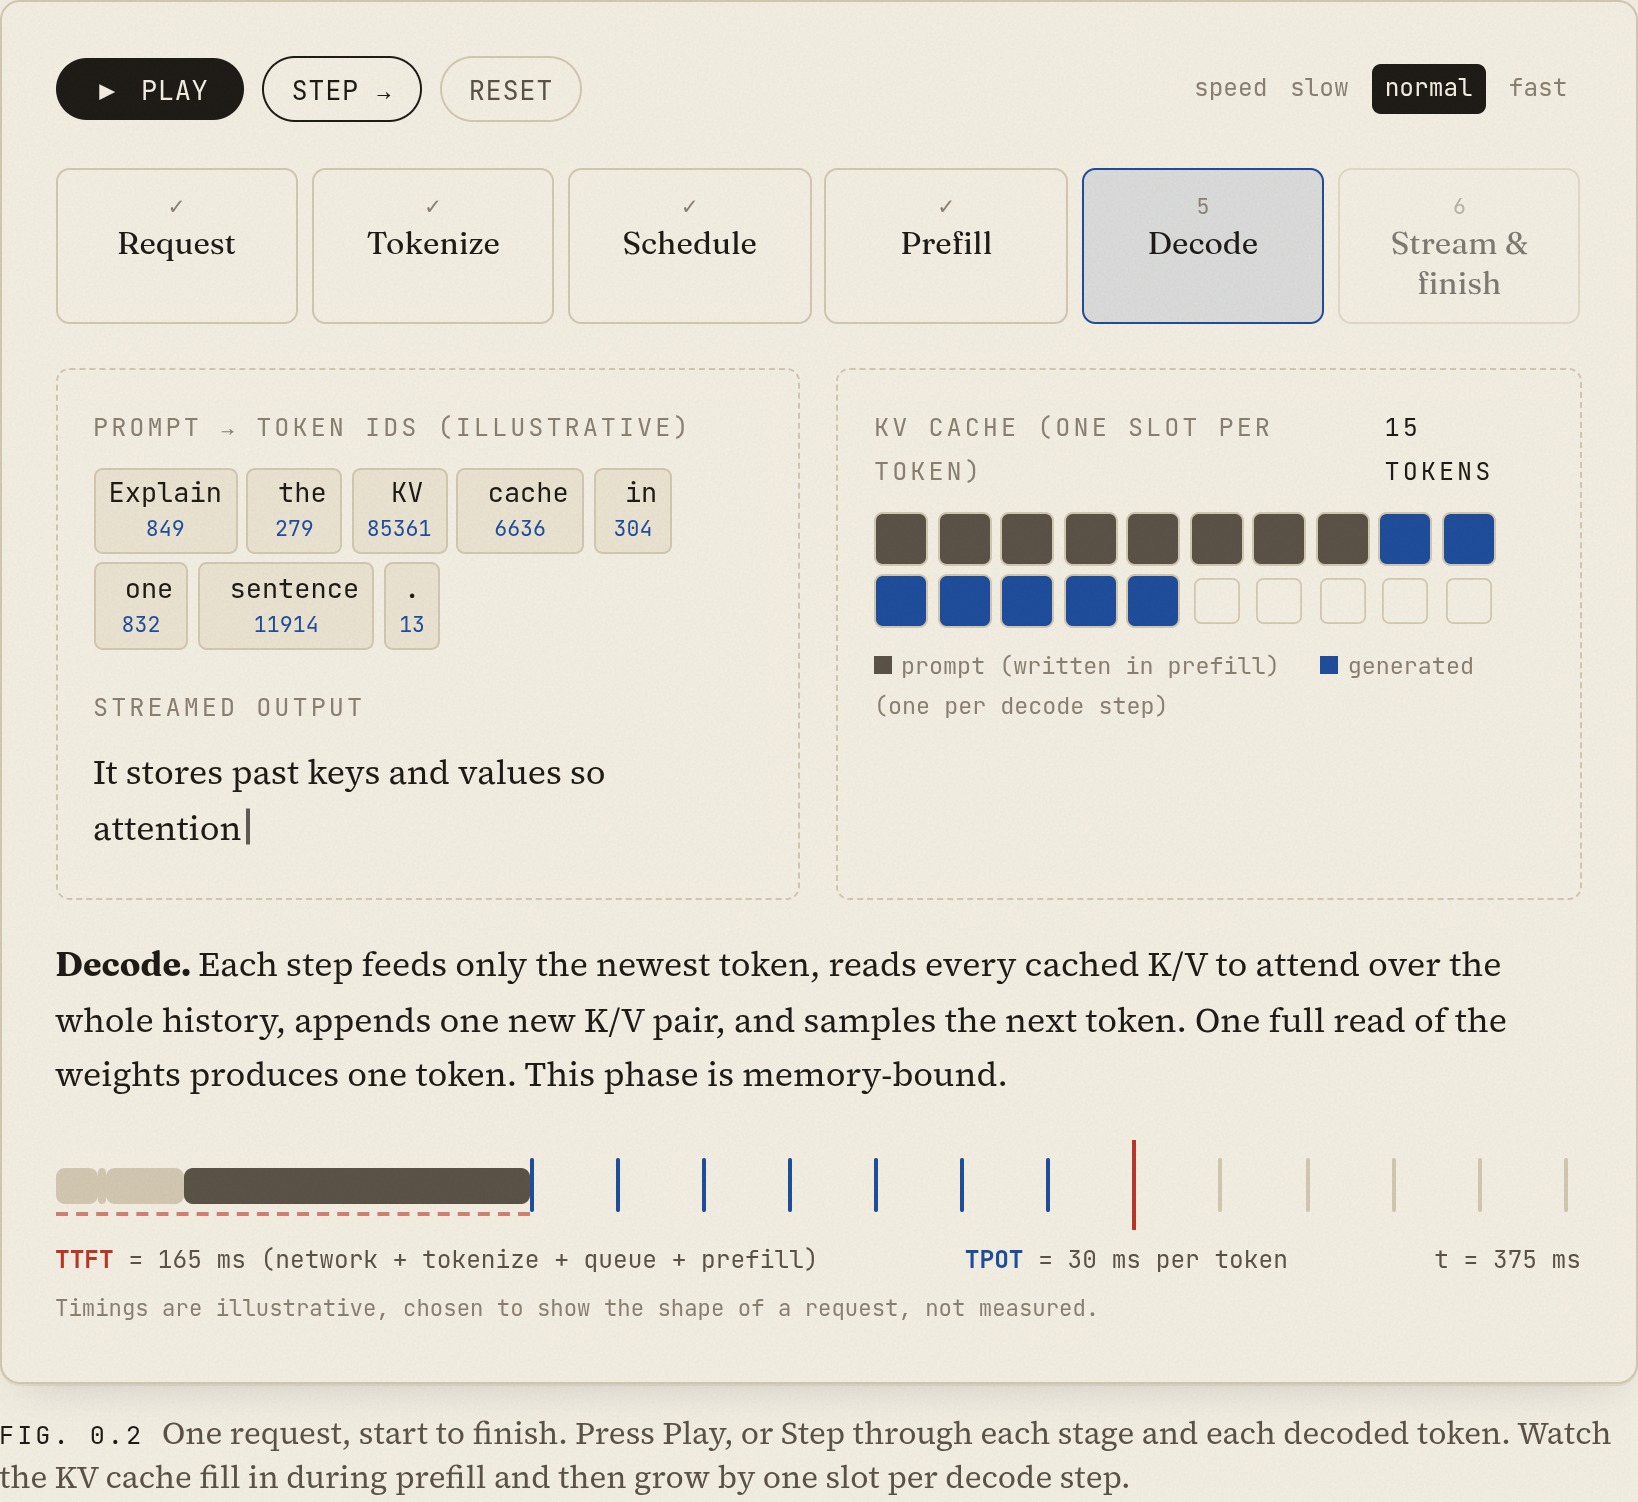 ▶ PLAY STEP → RESET speed slow normal fast
✓ ✓ ✓ ✓ 5 6
Request Tokenize Schedule Prefill Decode Stream &
finish
PROMPT → TOKEN IDS (ILLUSTRATIVE)
Explain the KV cache in
849 279 85361 6636 304
one sentence .
832 11914 13
STREAMED OUTPUT
It stores past keys and values so
attention
KV CACHE (ONE SLOT PER 15
TOKEN) TOKENS
prompt (written in prefill) generated
(one per decode step)
Decode. Each step feeds only the newest token, reads every cached K/V to attend over the
whole history, appends one new K/V pair, and samples the next token. One full read of the
weights produces one token. This phase is memory-bound.
TTFT = 165 ms (network + tokenize + queue + prefill) TPOT = 30 ms per token t = 375 ms
Timings are illustrative, chosen to show the shape of a request, not measured.
FIG. 0.2 One request, start to finish. Press Play, or Step through each stage and each decoded token. Watch
the KV cache fill in during prefill and then grow by one slot per decode step.